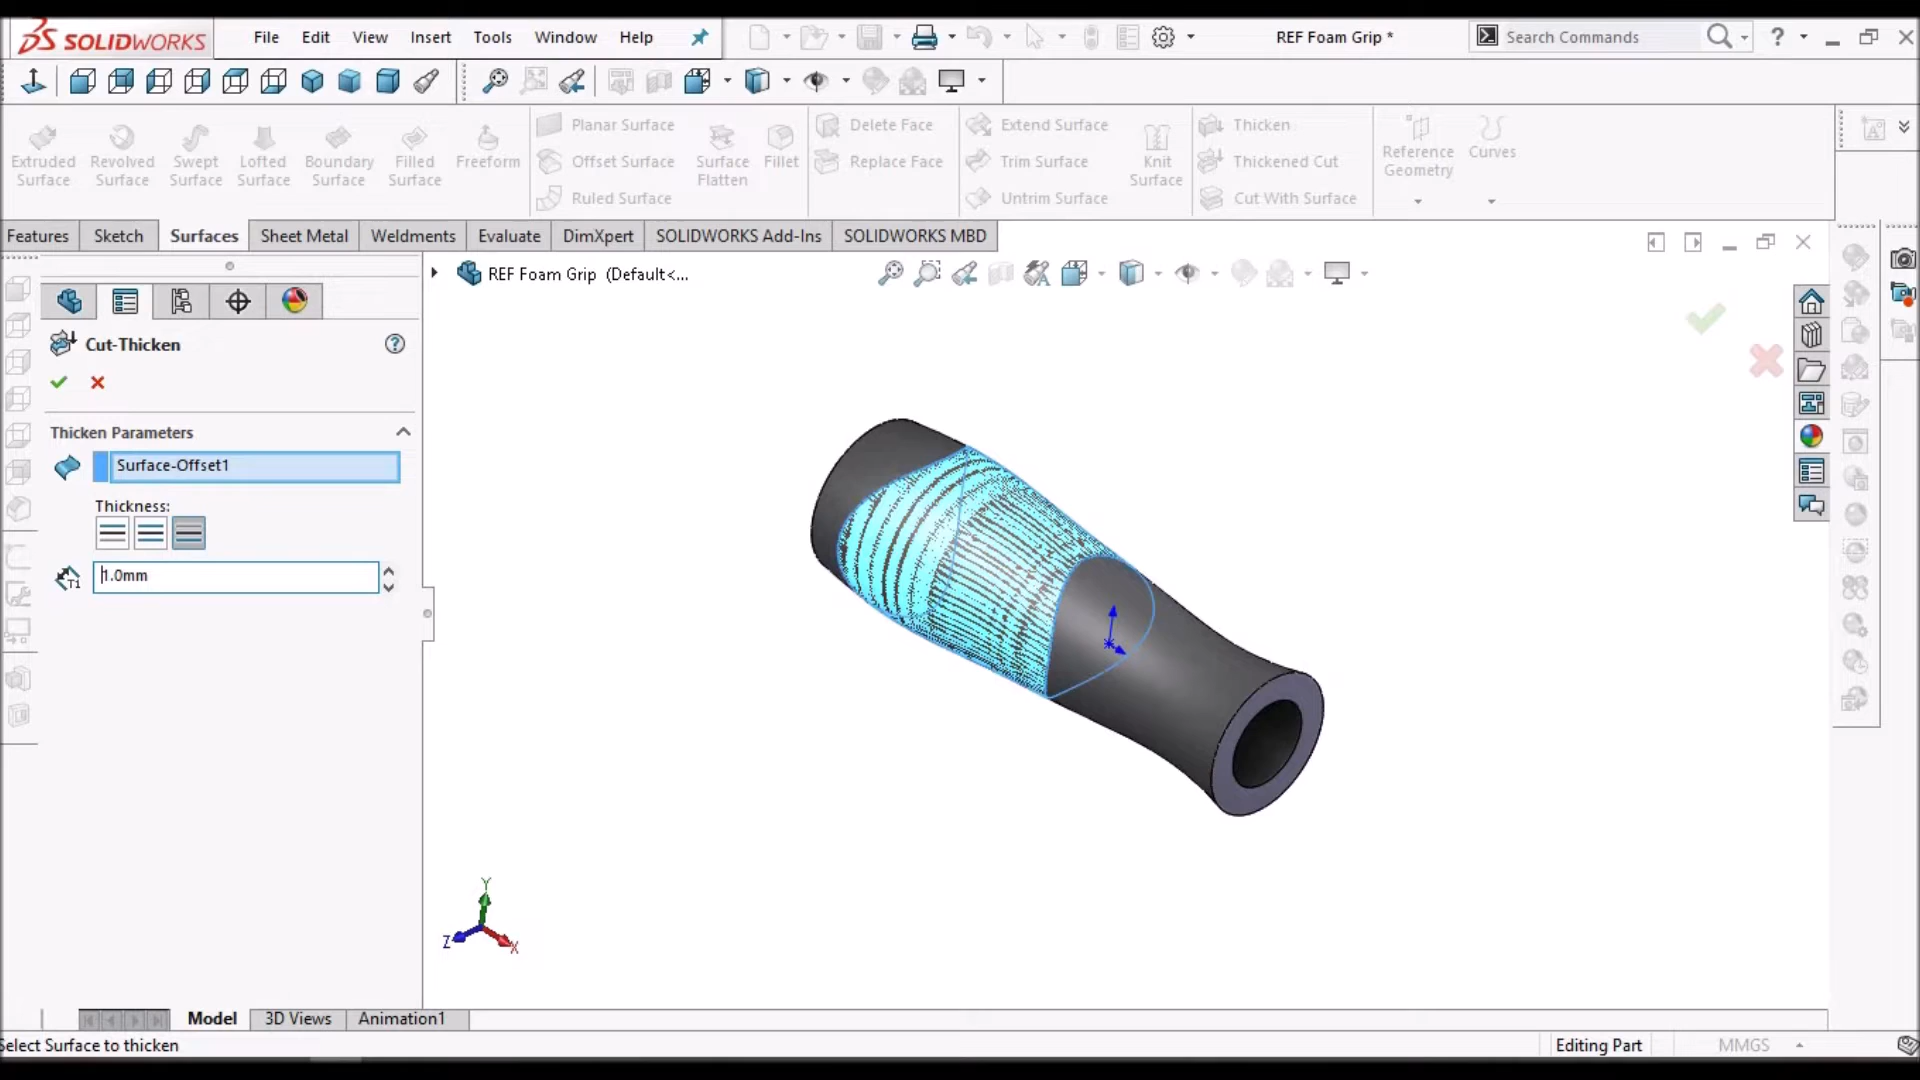 SOLIDWORKS File Edit View Insert Tools Window Help REF Foam Grip * Search Commands ?
Extruded Surface
Revolved Surface
Swept Surface
Lofted Surface
Boundary Surface
Filled Surface
Freeform
Planar Surface
Offset Surface
Ruled Surface
Surface Flatten
Fillet
Delete Face
Replace Face
Extend Surface
Trim Surface
Untrim Surface
Knit Surface
Thicken
Thickened Cut
Cut With Surface
Reference Geometry
Curves
Features Sketch Surfaces Sheet Metal Weldments Evaluate DimXpert SOLIDWORKS Add-Ins SOLIDWORKS MBD
REF Foam Grip (Default<...
Cut-Thicken ?
Thicken Parameters
Surface-Offset1
Thickness:
T1 1.0mm
Y
Z
X
Model 3D Views Animation1
Select Surface to thicken Editing Part MMGS